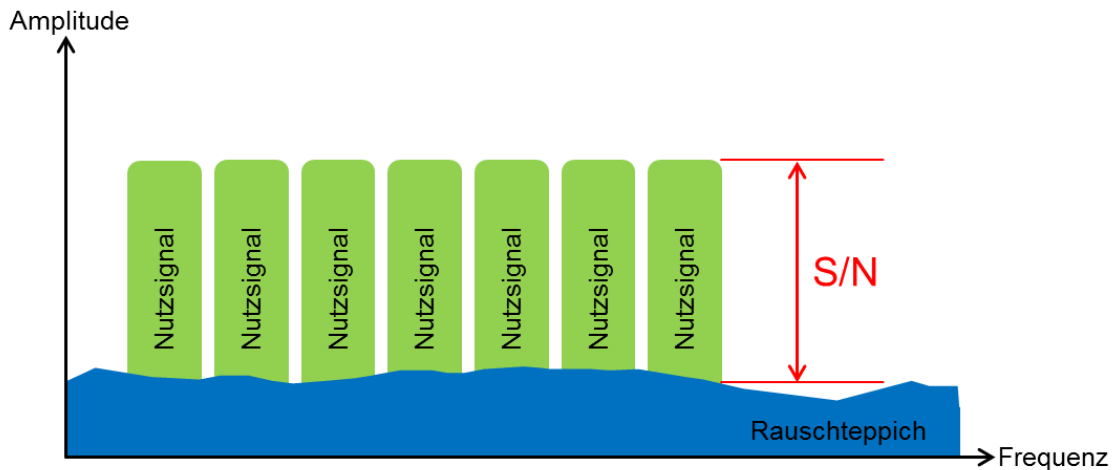 Amplitude
Nutzsignal
Nutzsignal
Nutzsignal
Nutzsignal
Nutzsignal
Nutzsignal
Nutzsignal
S/N
Rauschteppich
Frequenz